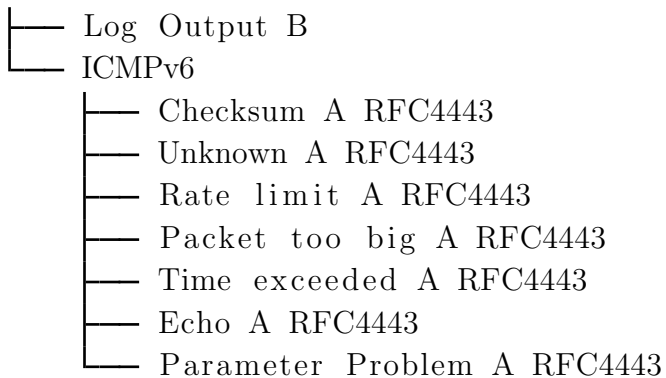 Log Output B
ICMPv6
Checksum A RFC4443
Unknown A RFC4443
Rate limit A RFC4443
Packet too big A RFC4443
Time exceeded A RFC4443
Echo A RFC4443
Parameter Problem A RFC4443